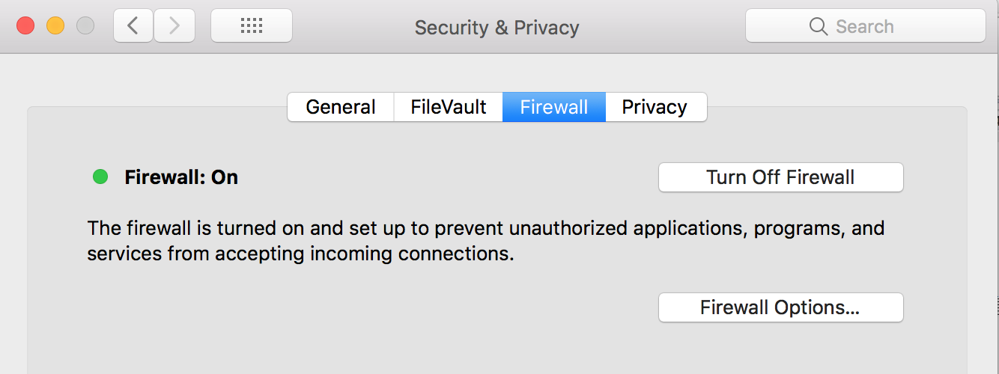 Security & Privacy
Search
General
FileVault
Firewall
Privacy
Firewall: On
Turn Off Firewall
The firewall is turned on and set up to prevent unauthorized applications, programs, and
services from accepting incoming connections.
Firewall Options...